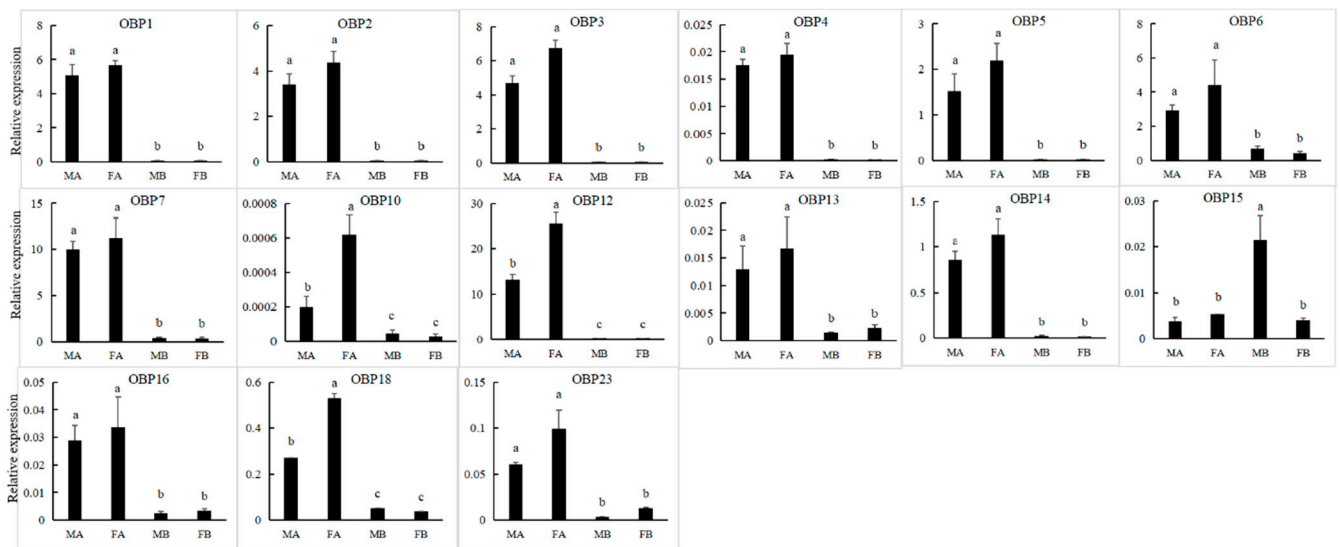 Relative expression
OBP1
8
6
4
2
0
a a b b
MA FA MB FB
OBP2
6
4
2
0
a a b b
MA FA MB FB
OBP3
8
6
4
2
0
a a b b
MA FA MB FB
OBP4
0.025
0.02
0.015
0.01
0.005
0
a a b b
MA FA MB FB
OBP5
3
2
1
0
a a b b
MA FA MB FB
OBP6
8
6
4
2
0
a a b b
MA FA MB FB
Relative expression
OBP7
15
10
5
0
a a b b
MA FA MB FB
OBP10
0.0008
0.0006
0.0004
0.0002
0
b a c c
MA FA MB FB
OBP12
30
20
10
0
b a c c
MA FA MB FB
OBP13
0.025
0.02
0.015
0.01
0.005
0
a a b b
MA FA MB FB
OBP14
1.5
1
0.5
0
a a b b
MA FA MB FB
OBP15
0.03
0.02
0.01
0
b b a b
MA FA MB FB
Relative expression
OBP16
0.05
0.04
0.03
0.02
0.01
0
a a b b
MA FA MB FB
OBP18
0.6
0.4
0.2
0
b a c c
MA FA MB FB
OBP23
0.15
0.1
0.05
0
a a b b
MA FA MB FB